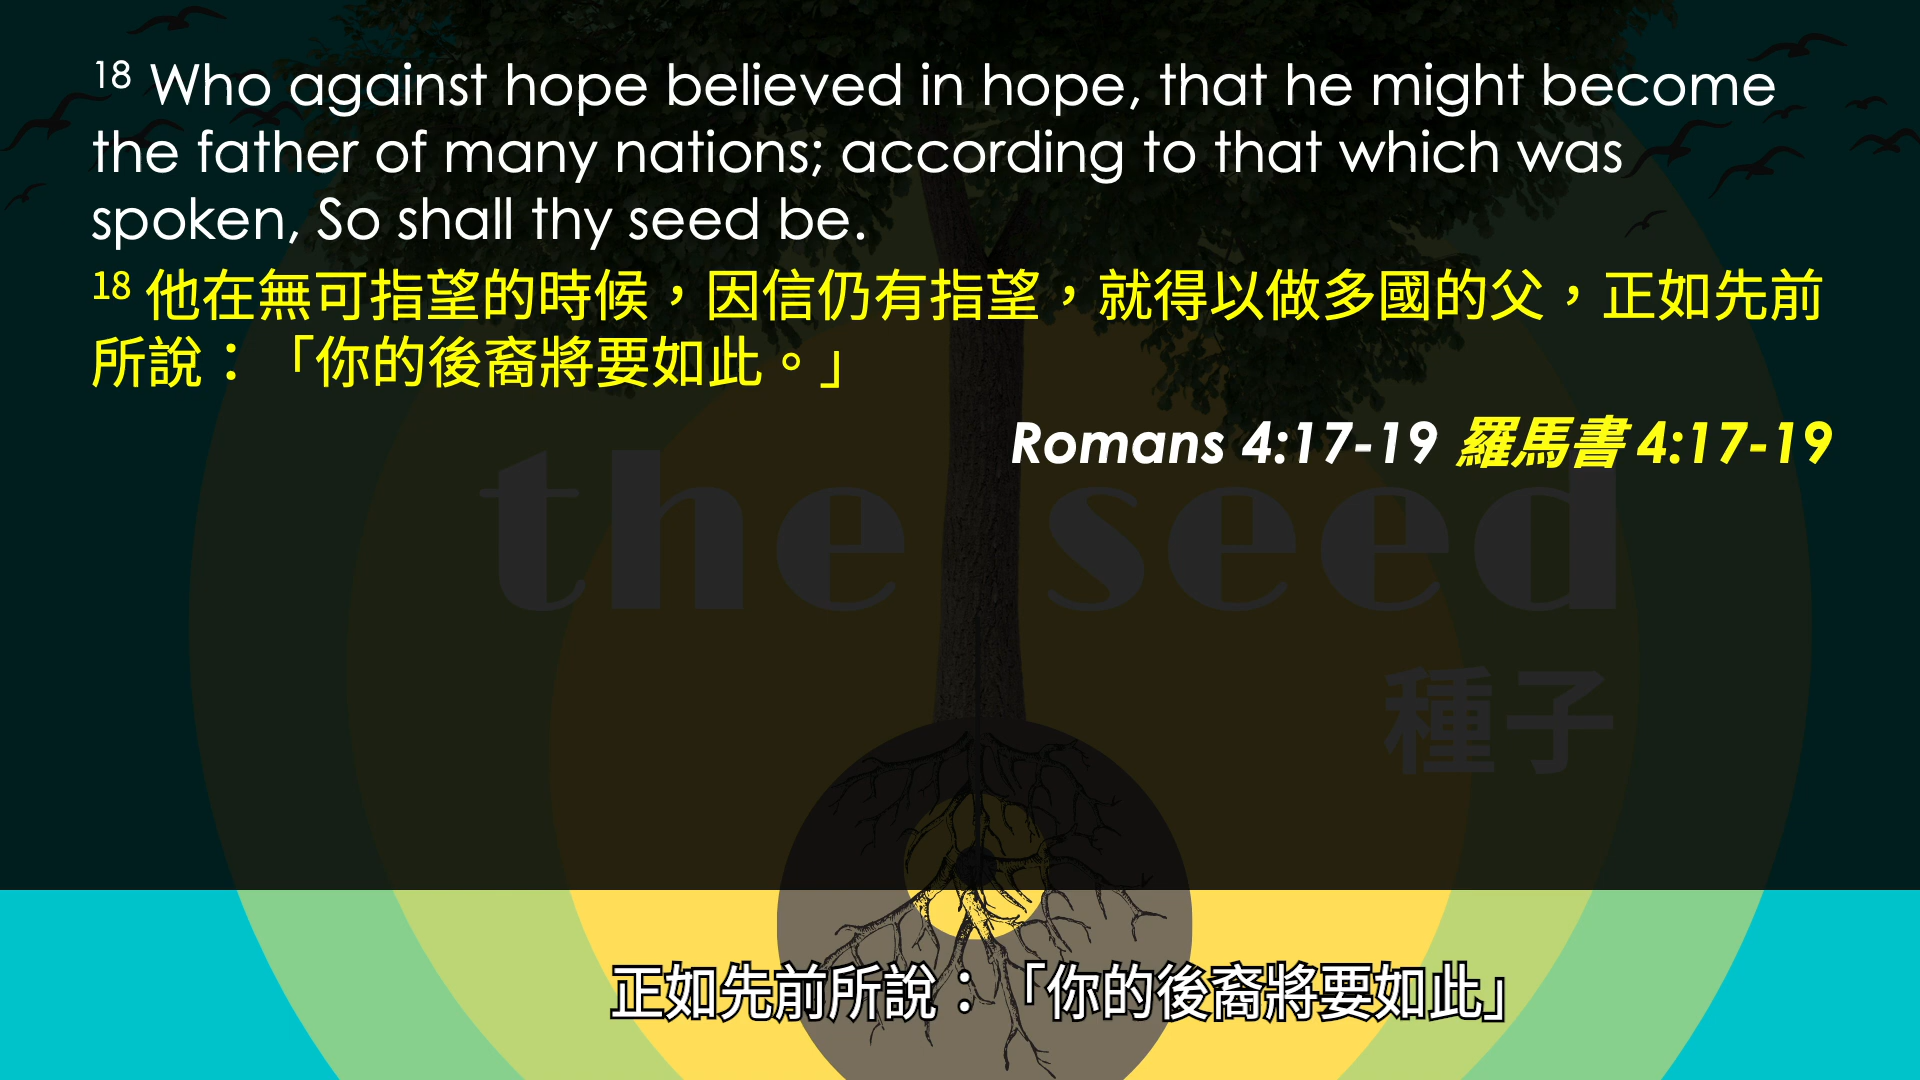 18 Who against hope believed in hope, that he might become
the father of many nations; according to that which was
spoken, So shall thy seed be.
18 他在無可指望的時候，因信仍有指望，就得以做多國的父，正如先前
所說：「你的後裔將要如此。」
Romans 4:17-19 羅馬書 4:17-19
the seed
種子
正如先前所說：「你的後裔將要如此」